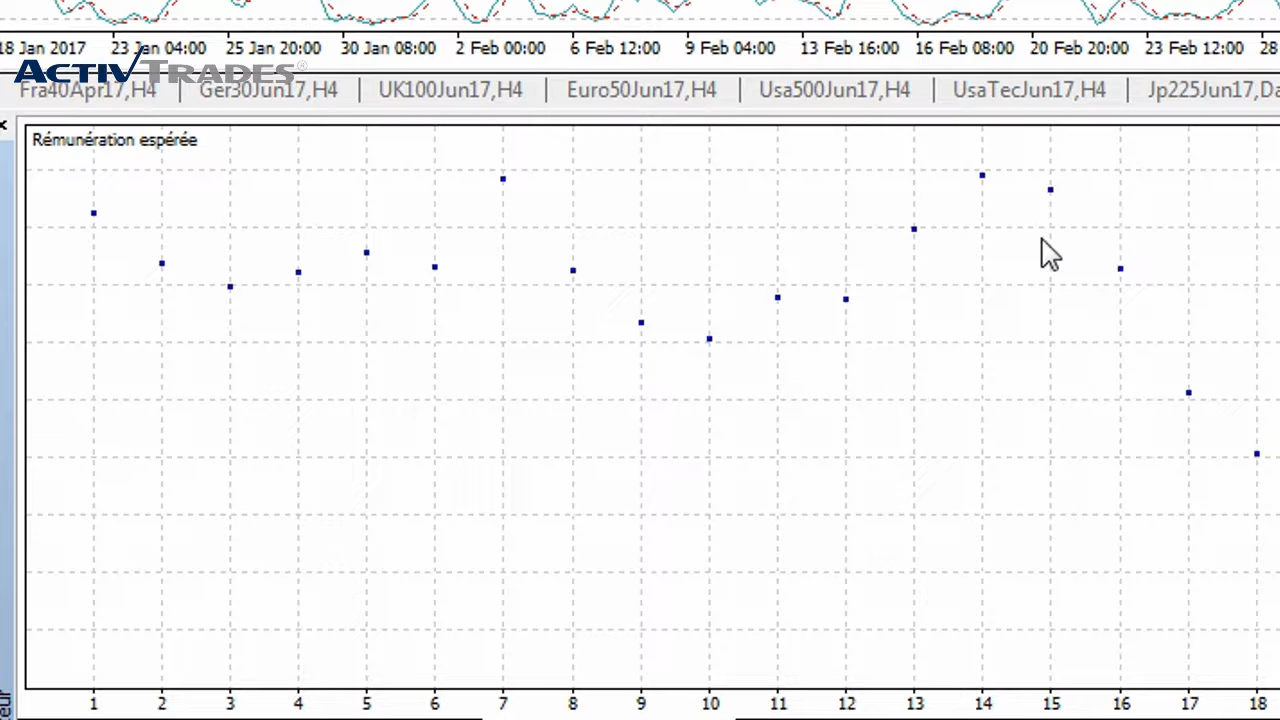 18 Jan 2017 23 Jan 04:00 25 Jan 20:00 30 Jan 08:00 2 Feb 00:00 6 Feb 12:00 9 Feb 04:00 13 Feb 16:00 16 Feb 08:00 20 Feb 20:00 23 Feb 12:00 28
ACTIVTRADES®
Fra40Apr17,H4 | Ger30Jun17,H4 | UK100Jun17,H4 | Euro50Jun17,H4 | Usa500Jun17,H4 | UsaTecJun17,H4 | Jp225Jun17,Da
x
Rémunération espérée
1 2 3 4 5 6 7 8 9 10 11 12 13 14 15 16 17 18
eur